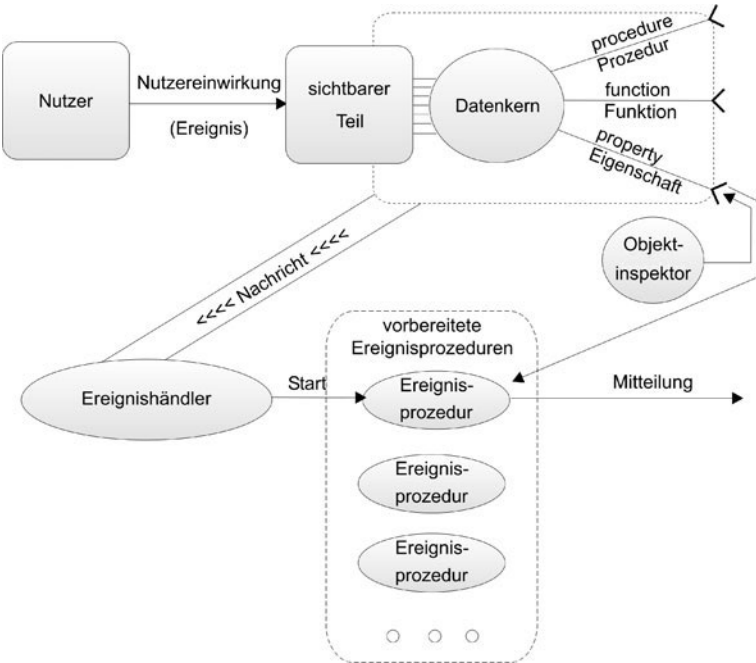 Nutzer
Nutzereinwirkung
(Ereignis)
sichtbarer
Teil
Datenkern
procedure
Prozedur
function
Funktion
property
Eigenschaft
Objekt-
inspektor
<<<< Nachricht <<<<
Ereignishändler
Start
vorbereitete
Ereignisprozeduren
Ereignis-
prozedur
Mitteilung
Ereignis-
prozedur
Ereignis-
prozedur